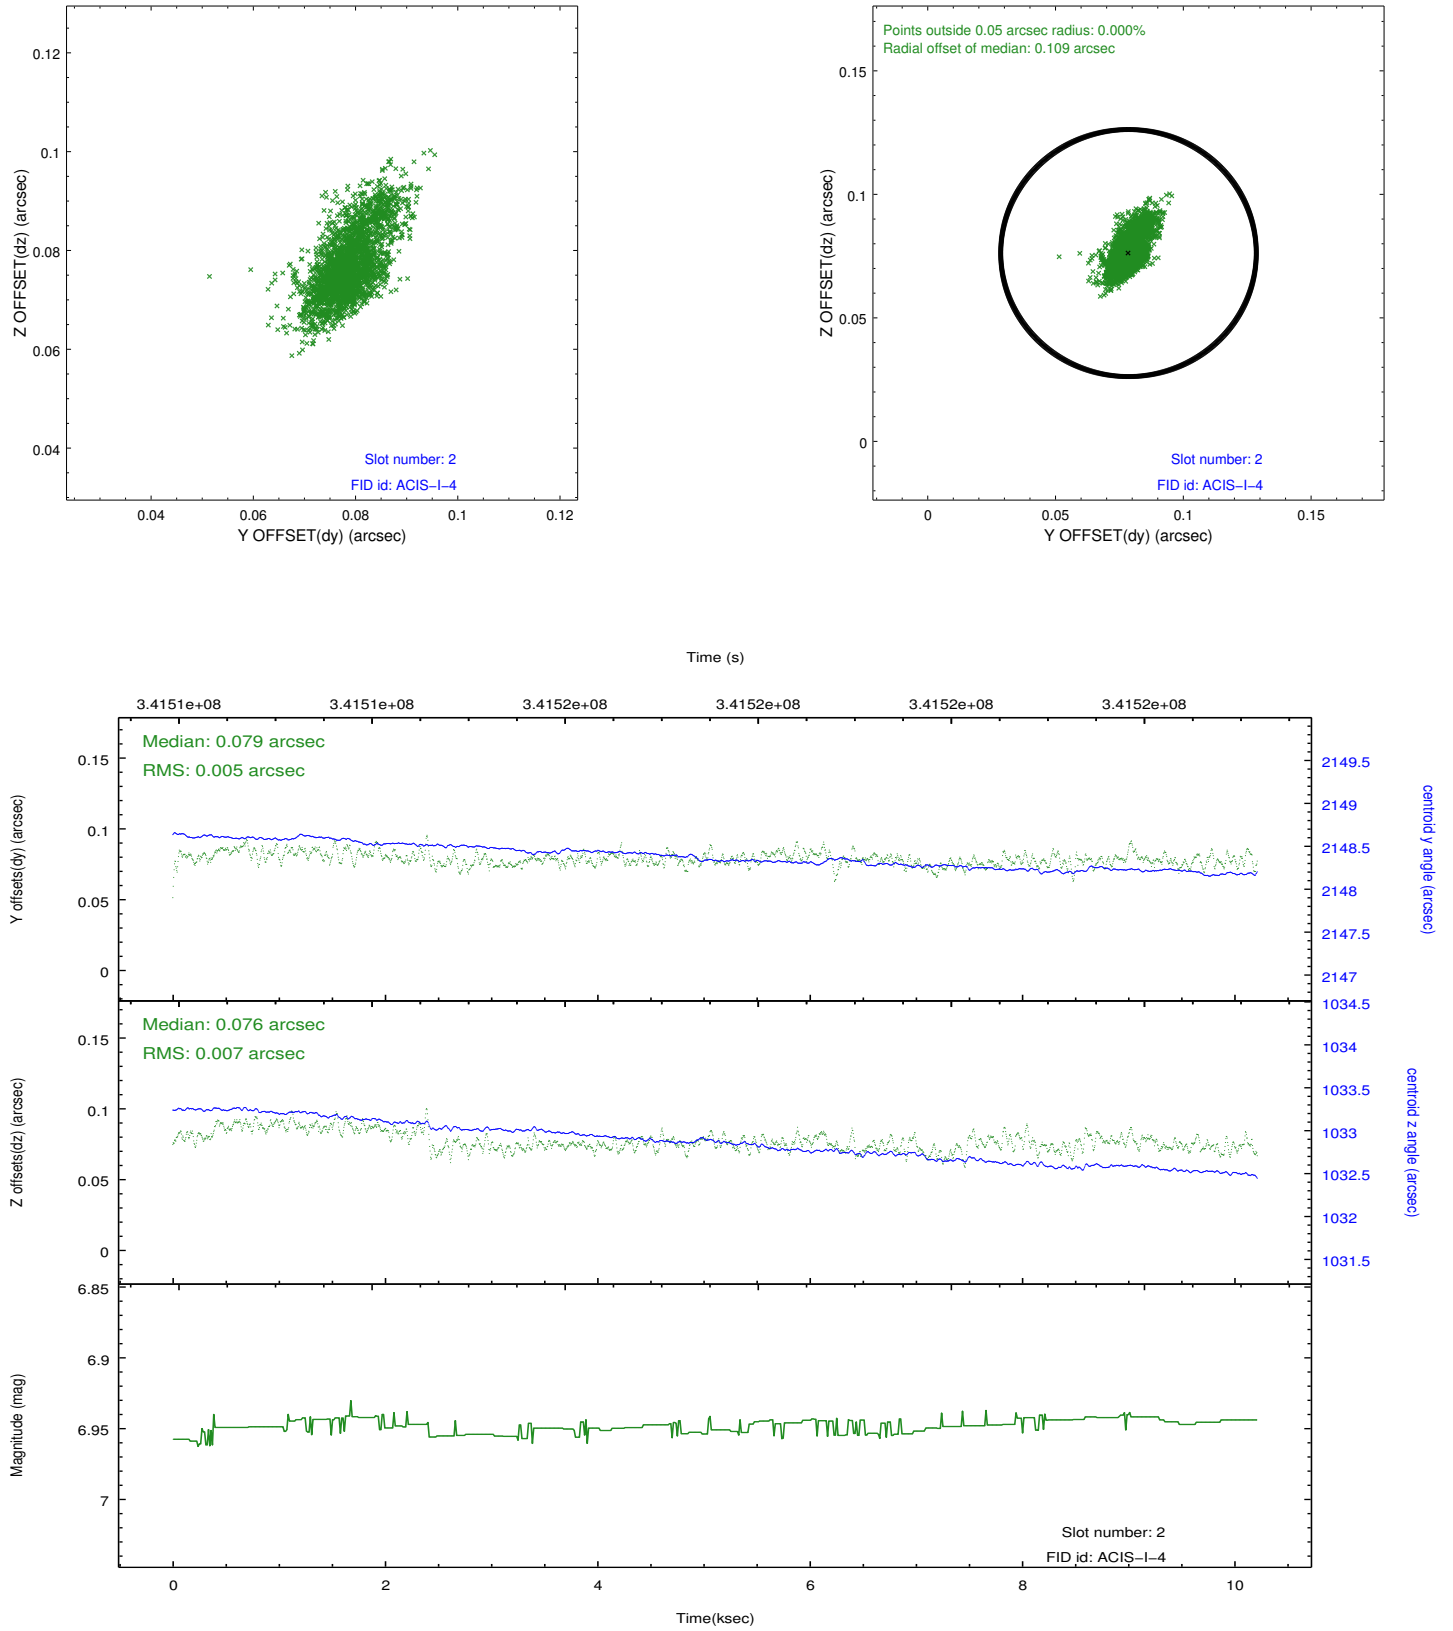 0.12
0.1
0.08
0.06
0.04
Z OFFSET(dz) (arcsec)
Slot number: 2
FID id: ACIS-I-4
0.04 0.06 0.08 0.1 0.12
Y OFFSET(dy) (arcsec)
Points outside 0.05 arcsec radius: 0.000%
Radial offset of median: 0.109 arcsec
0.15
0.1
0.05
0
Z OFFSET(dz) (arcsec)
Slot number: 2
FID id: ACIS-I-4
0 0.05 0.1 0.15
Y OFFSET(dy) (arcsec)
Time (s)
3.4151e+08 3.4151e+08 3.4152e+08 3.4152e+08 3.4152e+08 3.4152e+08
Median: 0.079 arcsec
RMS: 0.005 arcsec
0.15
0.1
0.05
0
Y offsets(dy) (arcsec)
2149.5
2149
2148.5
2148
2147.5
2147
centroid y angle (arcsec)
Median: 0.076 arcsec
RMS: 0.007 arcsec
0.15
0.1
0.05
0
Z offsets(dz) (arcsec)
1034.5
1034
1033.5
1033
1032.5
1032
1031.5
centroid z angle (arcsec)
6.85
6.9
6.95
7
Magnitude (mag)
Slot number: 2
FID id: ACIS-I-4
0 2 4 6 8 10
Time(ksec)